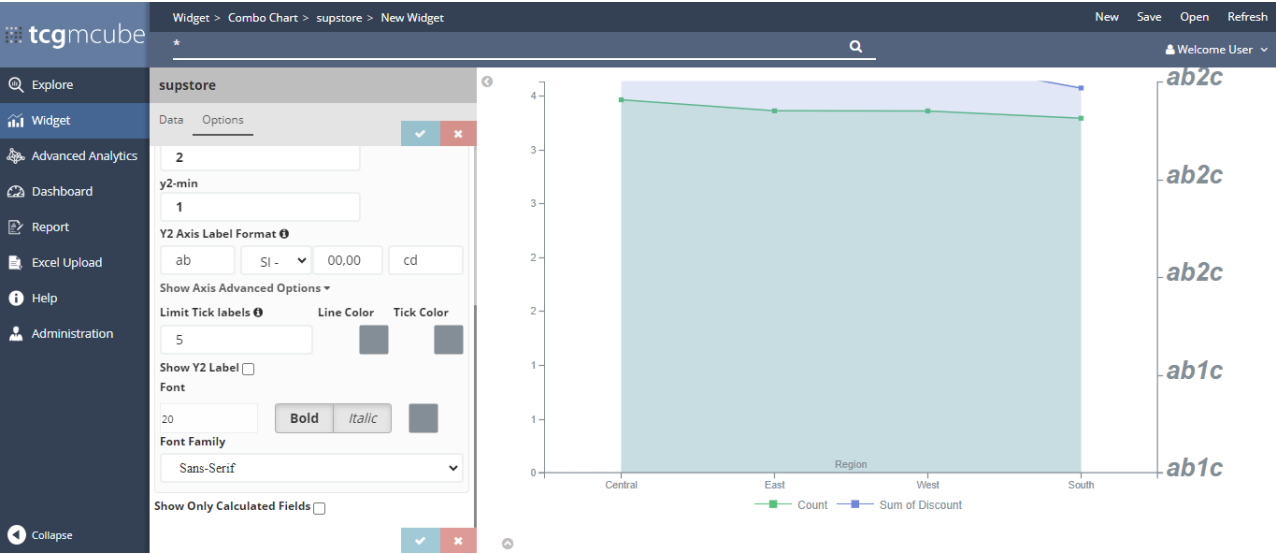 tcgmcube
Widget > Combo Chart > supstore > New Widget
New Save Open Refresh
*
Welcome User
Explore
Widget
Advanced Analytics
Dashboard
Report
Excel Upload
Help
Administration
Collapse
supstore
Data Options
2
y2-min
1
Y2 Axis Label Format
ab SI - 00,00 cd
Show Axis Advanced Options
Limit Tick labels Line Color Tick Color
5
Show Y2 Label
Font
20 Bold Italic
Font Family
Sans-Serif
Show Only Calculated Fields
4
3
3
2
2
1
1
0
ab2c
ab2c
ab2c
ab1c
ab1c
Region
Central East West South
Count Sum of Discount